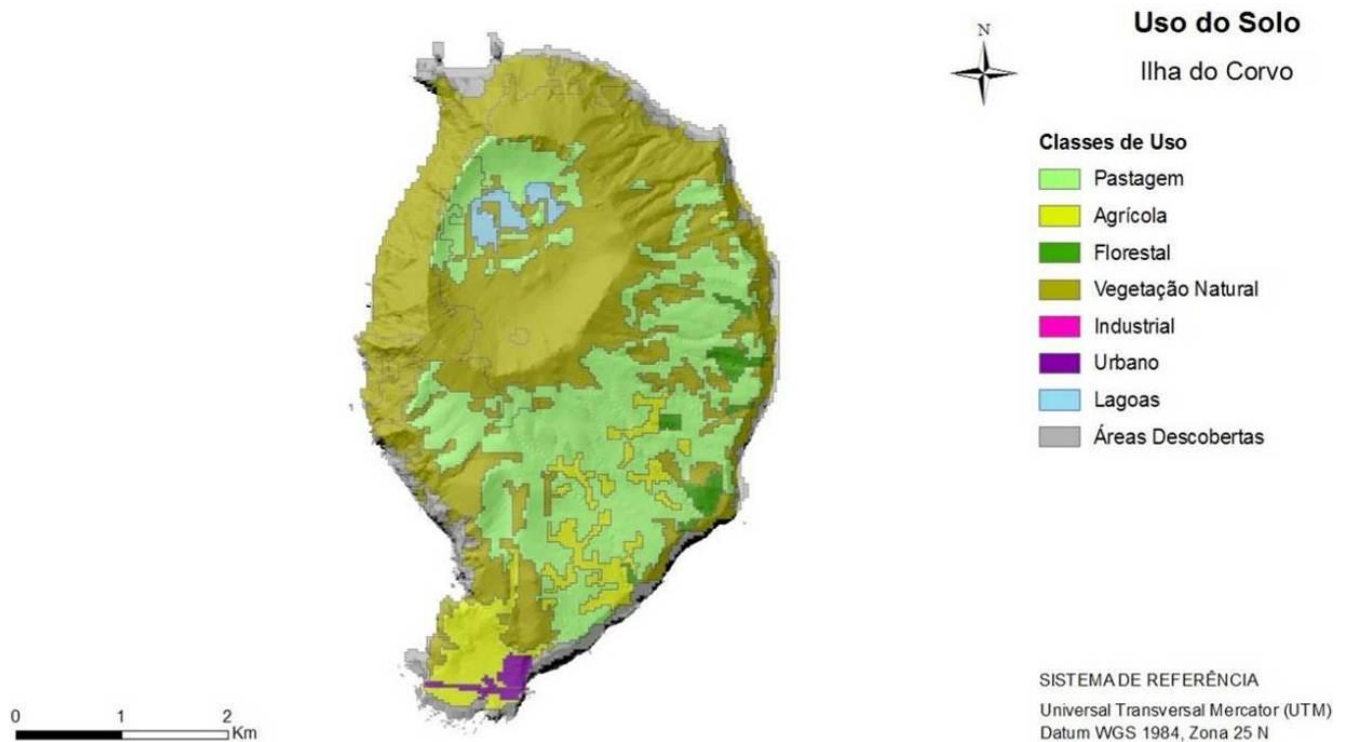 Uso do Solo
Ilha do Corvo
N
Classes de Uso
Pastagem
Agrícola
Florestal
Vegetação Natural
Industrial
Urbano
Lagoas
Áreas Descobertas
0 1 2
Km
SISTEMA DE REFERÊNCIA
Universal Transversal Mercator (UTM)
Datum WGS 1984, Zona 25 N